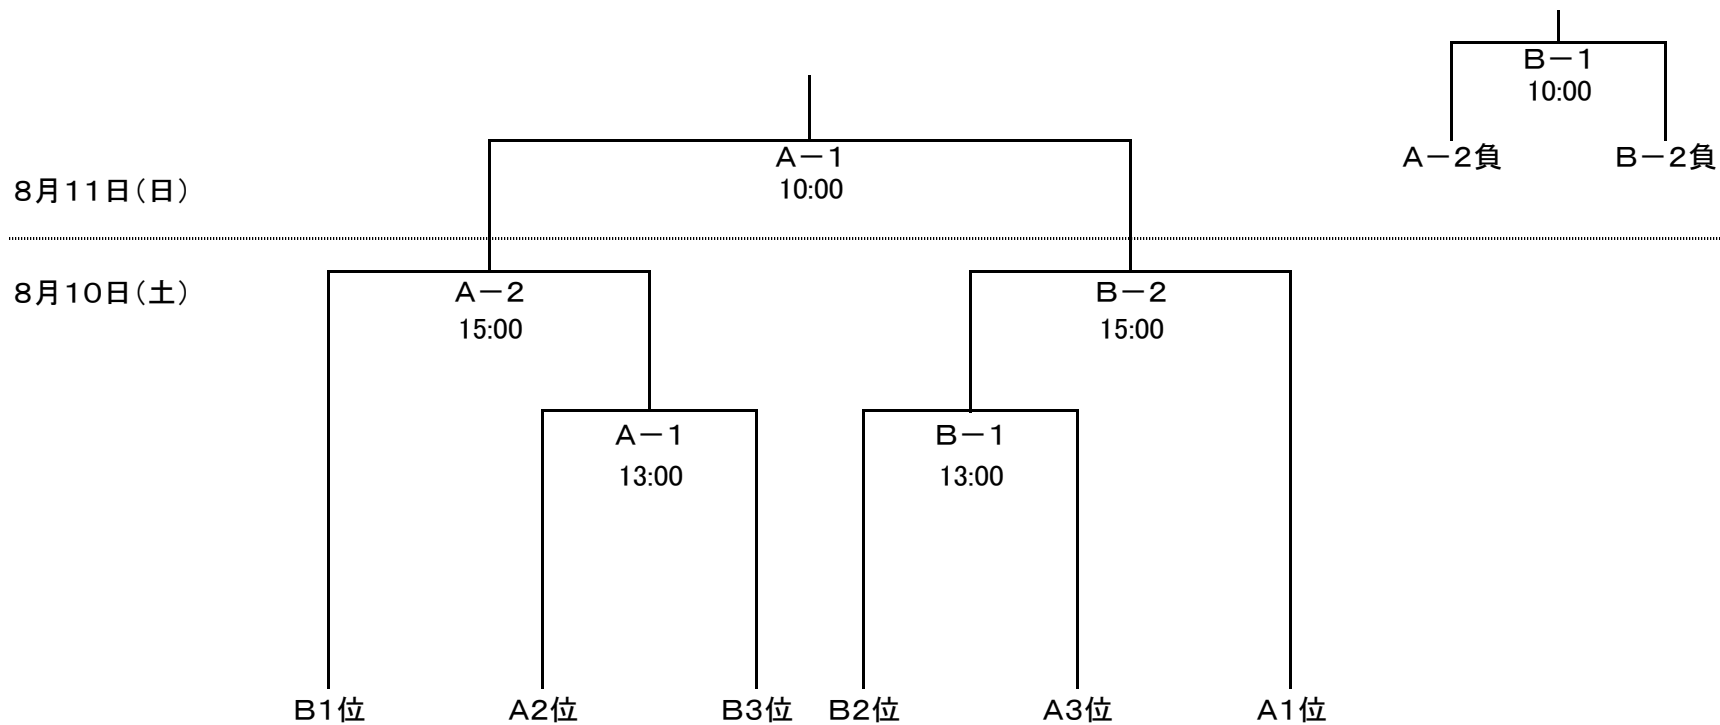 B-1
10:00
A-2負 B-2負
A-1
10:00
8月11日(日)
8月10日(土)
A-2 B-2
15:00 15:00
A-1 B-1
13:00 13:00
B1位 A2位 B3位 B2位 A3位 A1位